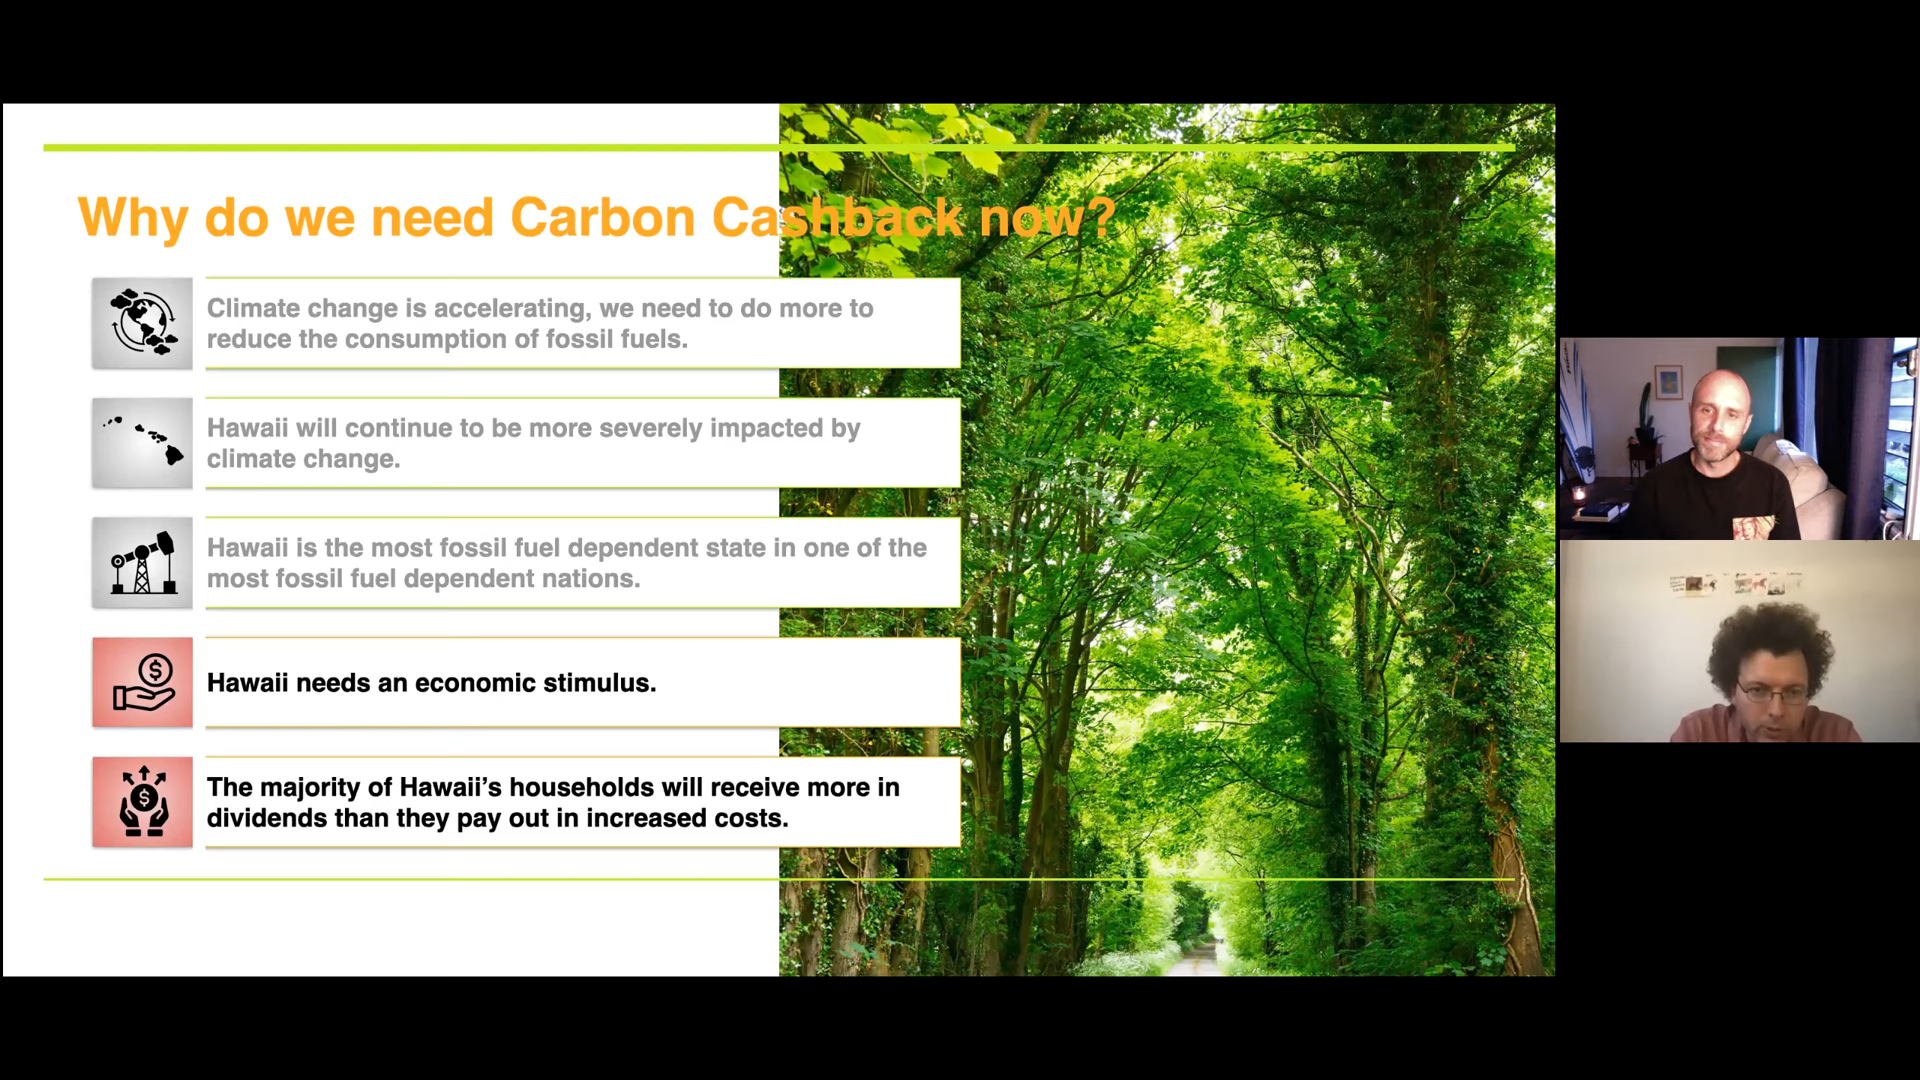 Why do we need Carbon Cashback now?
Climate change is accelerating, we need to do more to
reduce the consumption of fossil fuels.
Hawaii will continue to be more severely impacted by
climate change.
Hawaii is the most fossil fuel dependent state in one of the
most fossil fuel dependent nations.
Hawaii needs an economic stimulus.
The majority of Hawaii’s households will receive more in
dividends than they pay out in increased costs.